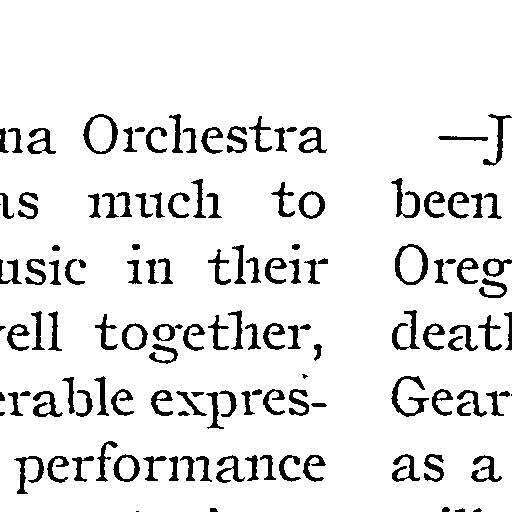 na Orchestra
as much to
usic in their
vell together,
erable expres-
performance
—J
been
Oreg
death
Gear
as a